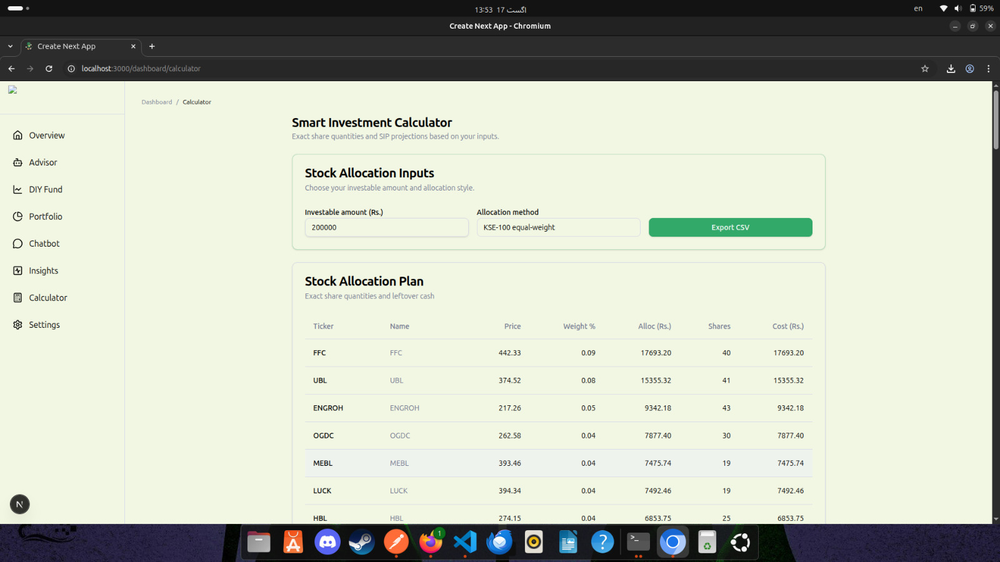 اگست 17  13:53
en
59%
Create Next App - Chromium
Create Next App
localhost:3000/dashboard/calculator
Dashboard / Calculator
Overview
Advisor
DIY Fund
Portfolio
Chatbot
Insights
Calculator
Settings
N
Smart Investment Calculator
Exact share quantities and SIP projections based on your inputs.
Stock Allocation Inputs
Choose your investable amount and allocation style.
Investable amount (Rs.) Allocation method
200000 KSE-100 equal-weight Export CSV
Stock Allocation Plan
Exact share quantities and leftover cash
Ticker Name Price Weight % Alloc (Rs.) Shares Cost (Rs.)
FFC FFC 442.33 0.09 17693.20 40 17693.20
UBL UBL 374.52 0.08 15355.32 41 15355.32
ENGROH ENGROH 217.26 0.05 9342.18 43 9342.18
OGDC OGDC 262.58 0.04 7877.40 30 7877.40
MEBL MEBL 393.46 0.04 7475.74 19 7475.74
LUCK LUCK 394.34 0.04 7492.46 19 7492.46
HBL HBL 274.15 0.04 6853.75 25 6853.75
1